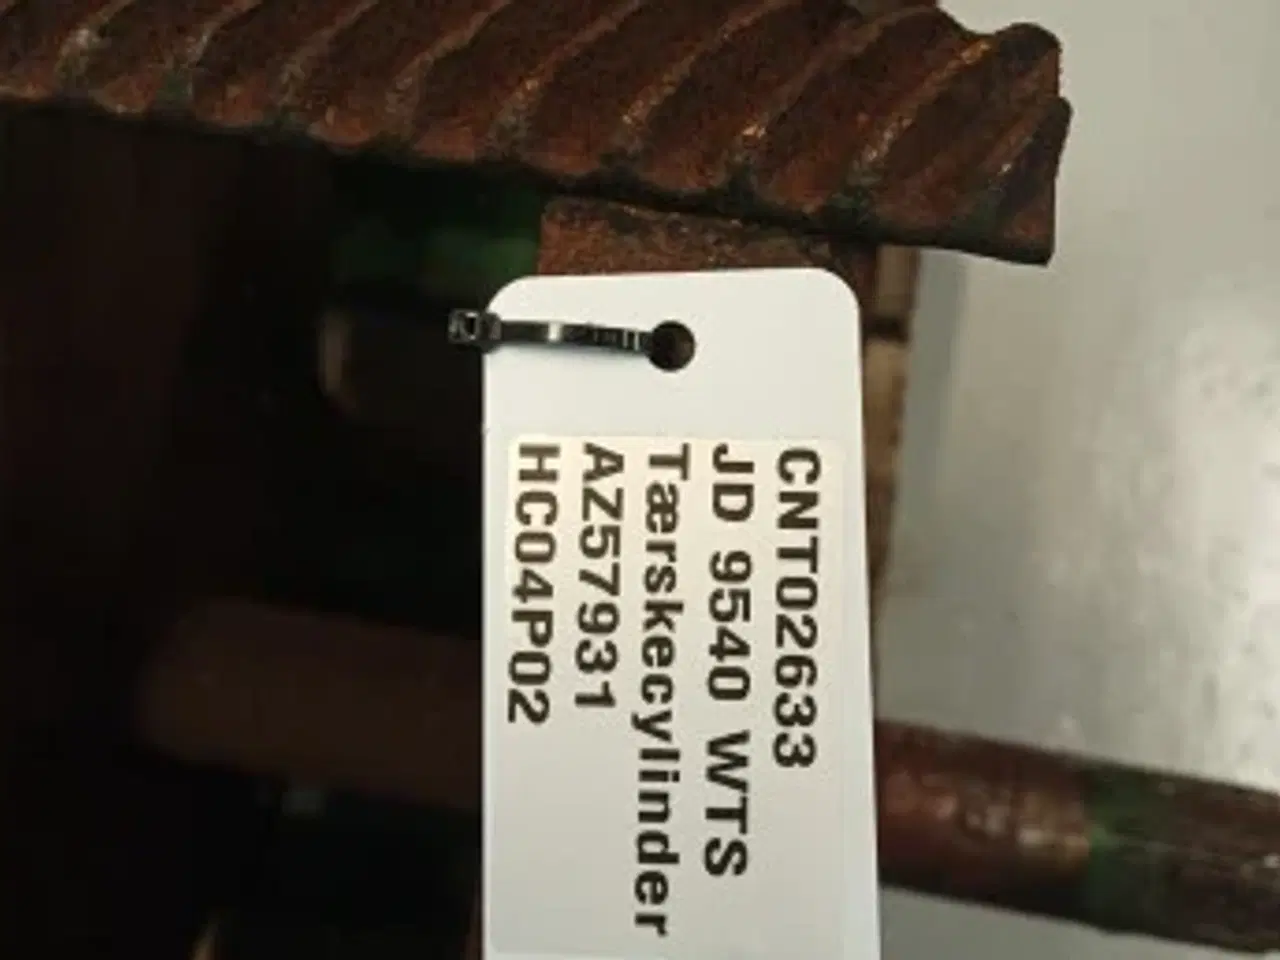 CNT02633
JD 9540 WTS
Tærskecylinder
AZ57931
HC04P02